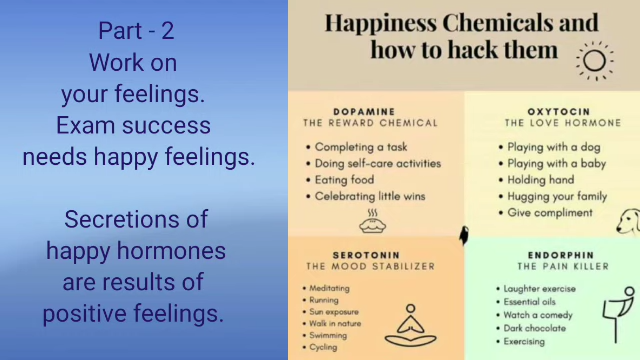 Part - 2
Work on
your feelings.
Exam success
needs happy feelings.
Secretions of
happy hormones
are results of
positive feelings.
Happiness Chemicals and
how to hack them
DOPAMINE
THE REWARD CHEMICAL
• Completing a task
• Doing self-care activities
• Eating food
• Celebrating little wins
OXYTOCIN
THE LOVE HORMONE
• Playing with a dog
• Playing with a baby
• Holding hand
• Hugging your family
• Give compliment
SEROTONIN
THE MOOD STABILIZER
• Meditating
• Running
• Sun exposure
• Walk in nature
• Swimming
• Cycling
ENDORPHIN
THE PAIN KILLER
• Laughter exercise
• Essential oils
• Watch a comedy
• Dark chocolate
• Exercising